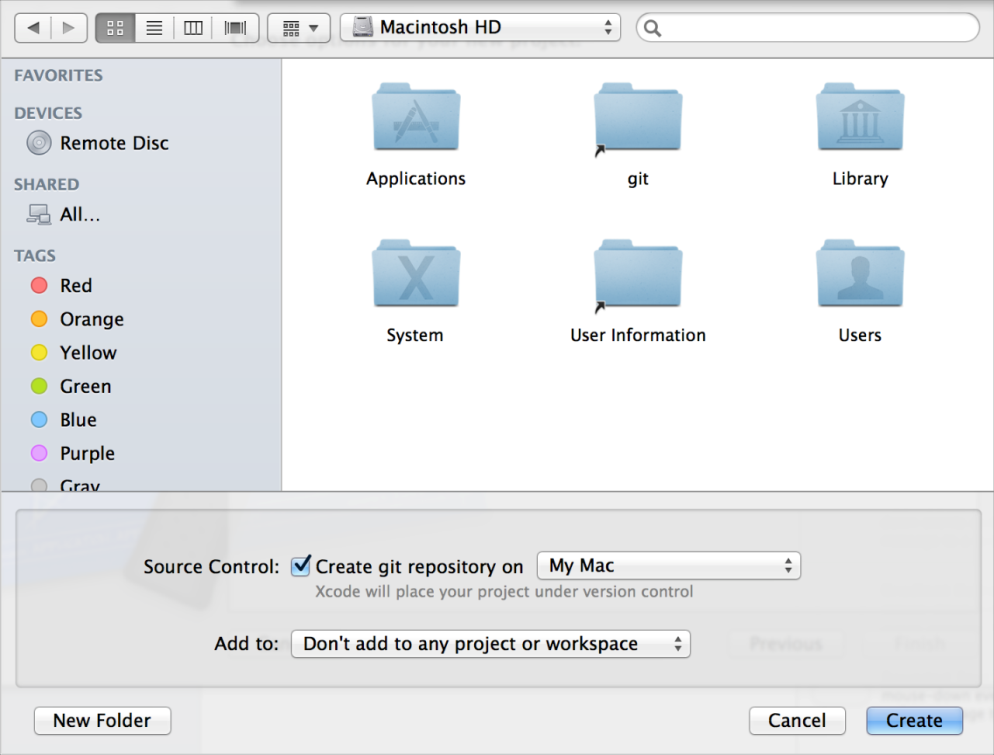 Macintosh HD
FAVORITES
DEVICES
Remote Disc
SHARED
All...
TAGS
Red
Orange
Yellow
Green
Blue
Purple
Gray
Applications
git
Library
System
User Information
Users
Source Control:
Create git repository on
My Mac
Xcode will place your project under version control
Add to:
Don't add to any project or workspace
Previous
Finish
New Folder
Cancel
Create